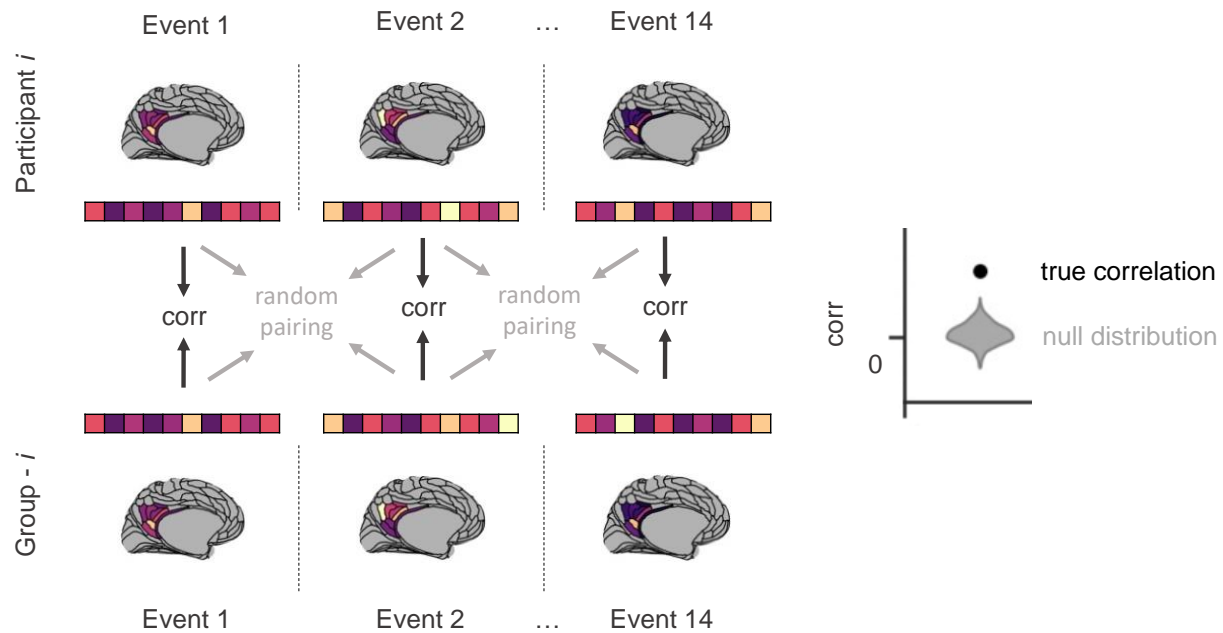 Event 1
Event 2
...
Event 14
Participant i
corr
random
pairing
corr
random
pairing
corr
Group - i
Event 1
Event 2
...
Event 14
corr
0
true correlation
null distribution